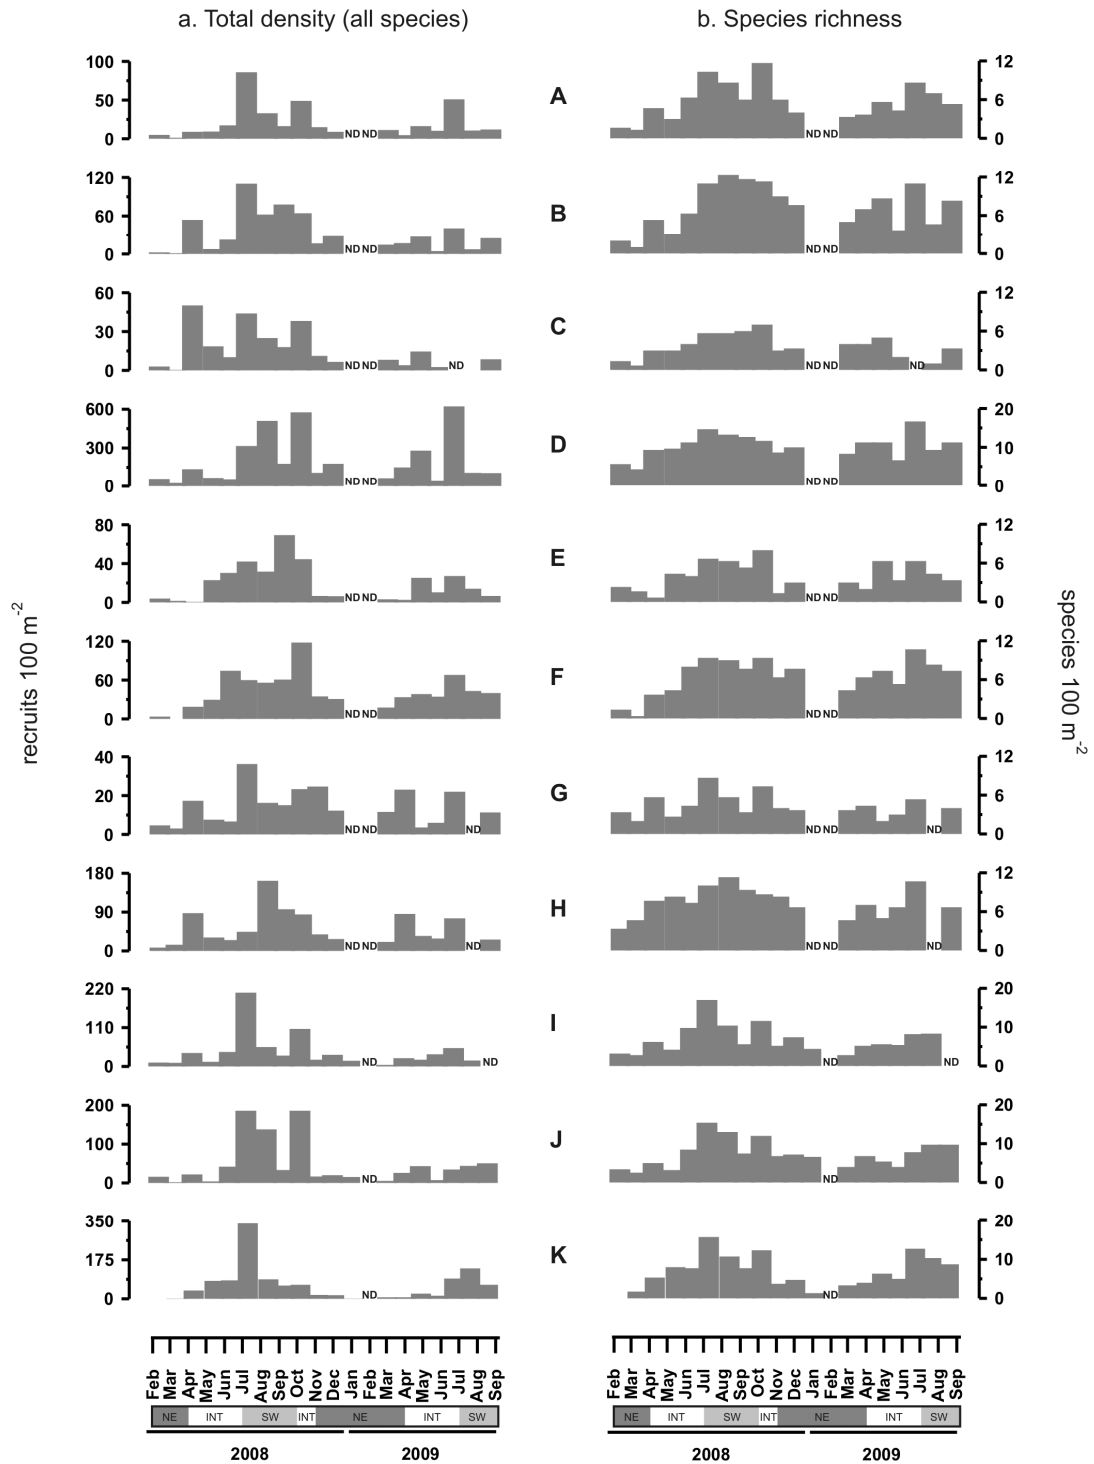 a. Total density (all species)
b. Species richness
recruits 100 m-2
species 100 m-2
100
50
0
ND ND
A
ND ND
12
6
0
120
60
0
ND ND
B
ND ND
12
6
0
60
30
0
ND ND
ND
C
ND ND
ND
12
6
0
600
300
0
ND ND
D
ND ND
20
10
0
80
40
0
ND ND
E
ND ND
12
6
0
120
60
0
ND ND
F
ND ND
12
6
0
40
20
0
ND ND
ND
G
ND ND
ND
12
6
0
180
90
0
ND ND
ND
H
ND ND
ND
12
6
0
220
110
0
ND
ND
I
ND
ND
20
10
0
200
100
0
ND
J
ND
20
10
0
350
175
0
ND
K
ND
20
10
0
Feb Mar Apr May Jun Jul Aug Sep Oct Nov Dec Jan Feb Mar Apr May Jun Jul Aug Sep
NE INT SW INT NE INT SW
2008 2009
Feb Mar Apr May Jun Jul Aug Sep Oct Nov Dec Jan Feb Mar Apr May Jun Jul Aug Sep
NE INT SW INT NE INT SW
2008 2009